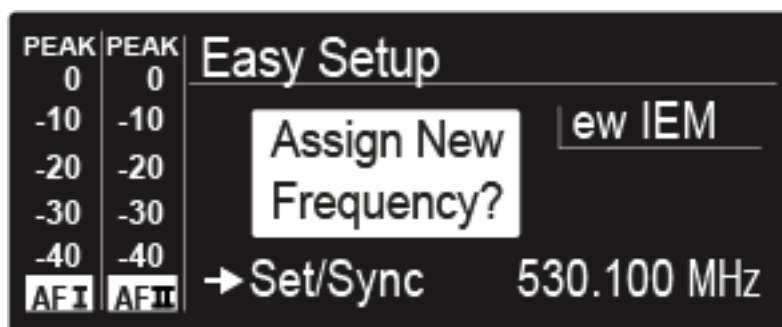 PEAK PEAK
0 0
Easy Setup
-10 -10
ew IEM
Assign New
Frequency?
-20 -20
-30 -30
-40 -40
AF I AF II
→Set/Sync 530.100 MHz